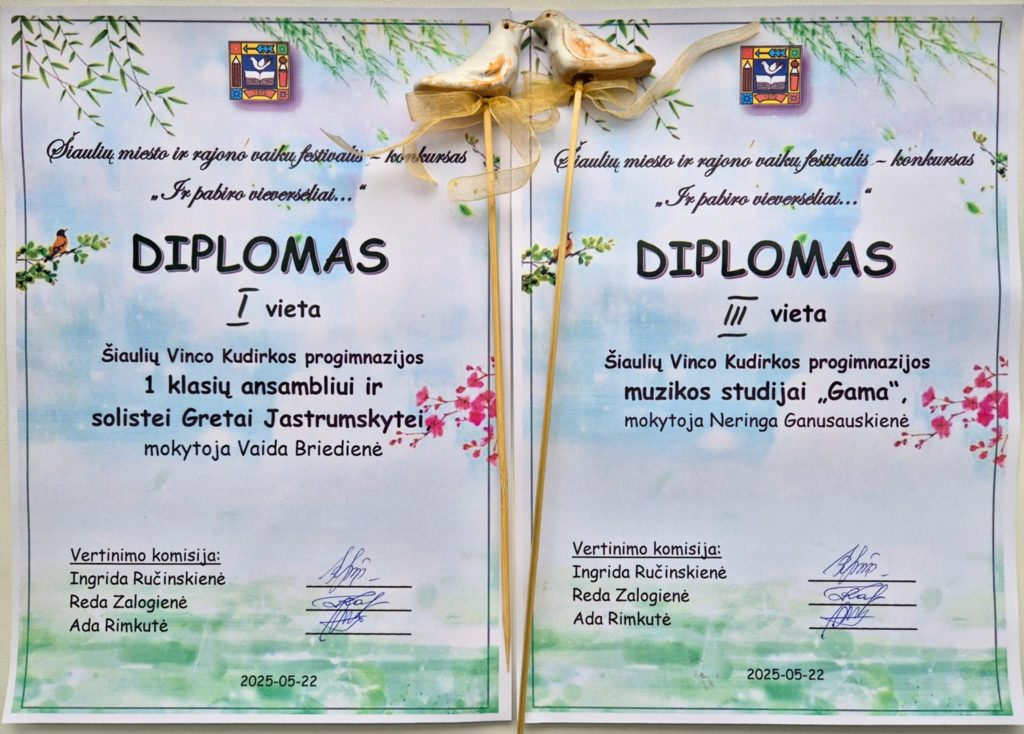 Šiaulių miesto ir rajono vaikų festivalis – konkursas
„Ir pabiro vieversėliai...“
DIPLOMAS
I vieta
Šiaulių Vinco Kudirkos progimnazijos
1 klasių ansambliui ir
solistei Gretai Jastrumskytei,
mokytoja Vaida Briedienė
Vertinimo komisija:
Ingrida Ručinskienė
Reda Zalogienė
Ada Rimkutė
2025-05-22
Šiaulių miesto ir rajono vaikų festivalis – konkursas
„Ir pabiro vieversėliai...“
DIPLOMAS
III vieta
Šiaulių Vinco Kudirkos progimnazijos
muzikos studijai „Gama“,
mokytoja Neringa Ganusauskienė
Vertinimo komisija:
Ingrida Ručinskienė
Reda Zalogienė
Ada Rimkutė
2025-05-22